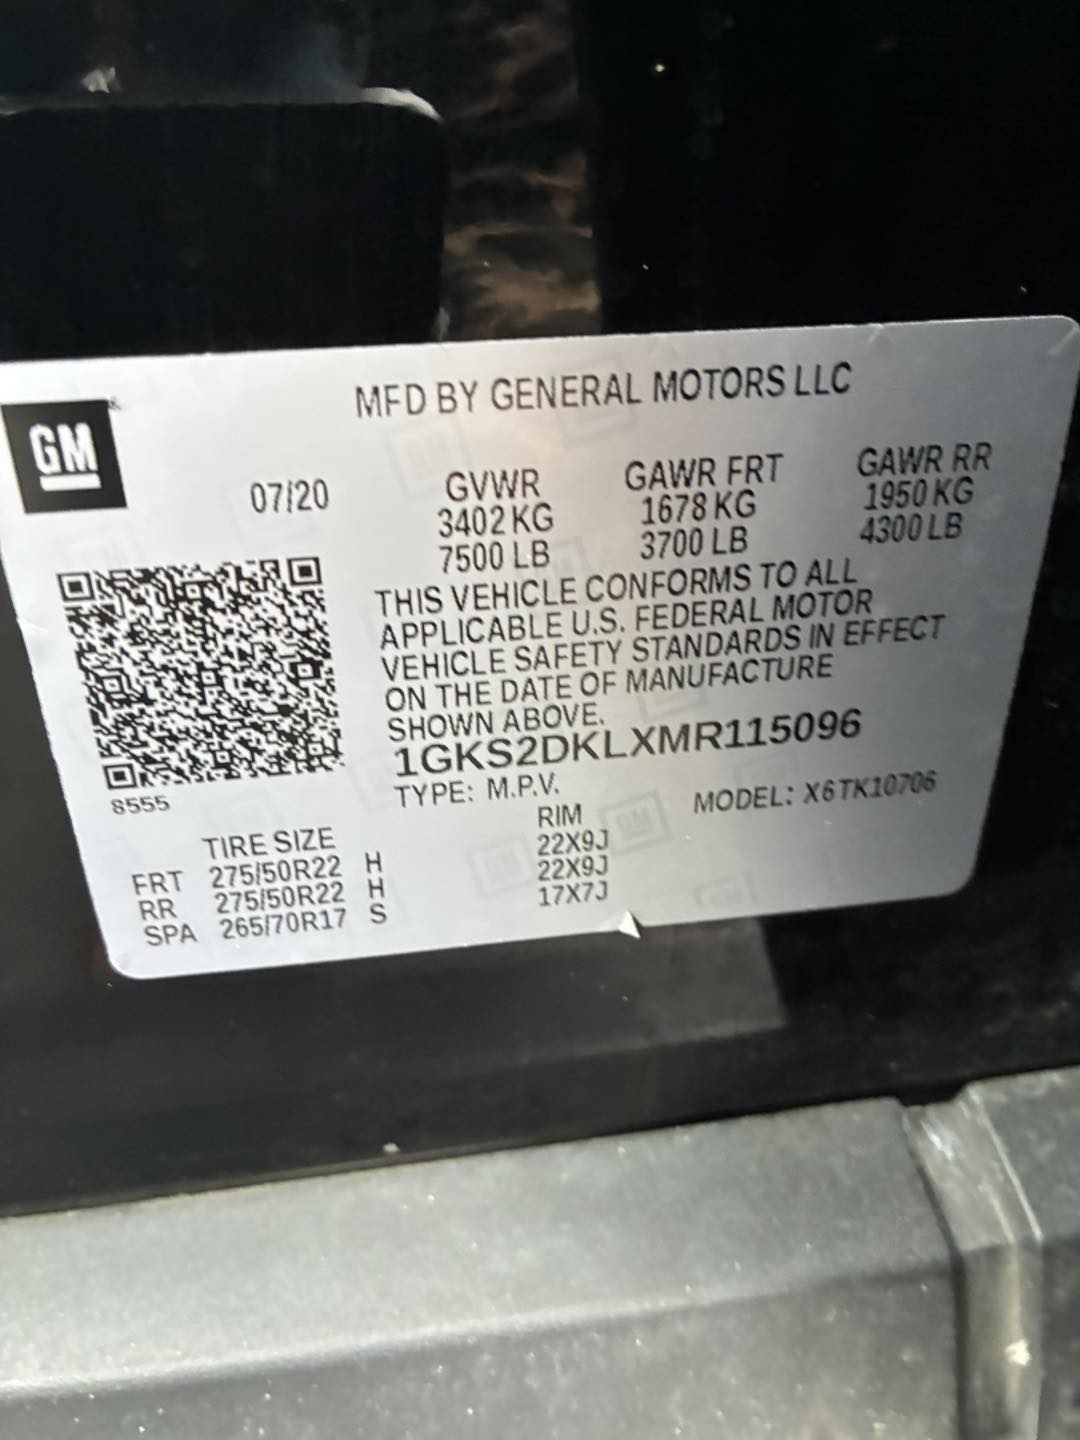 MFD BY GENERAL MOTORS LLC
GM
07/20 GVWR GAWR FRT GAWR RR
3402 KG 1678 KG 1950 KG
7500 LB 3700 LB 4300 LB
THIS VEHICLE CONFORMS TO ALL
APPLICABLE U.S. FEDERAL MOTOR
VEHICLE SAFETY STANDARDS IN EFFECT
ON THE DATE OF MANUFACTURE
SHOWN ABOVE.
1GKS2DKLXMR115096
TYPE: M.P.V. MODEL: X6TK10706
8555
TIRE SIZE RIM
FRT 275/50R22 H 22X9J
RR 275/50R22 H 22X9J
SPA 265/70R17 S 17X7J